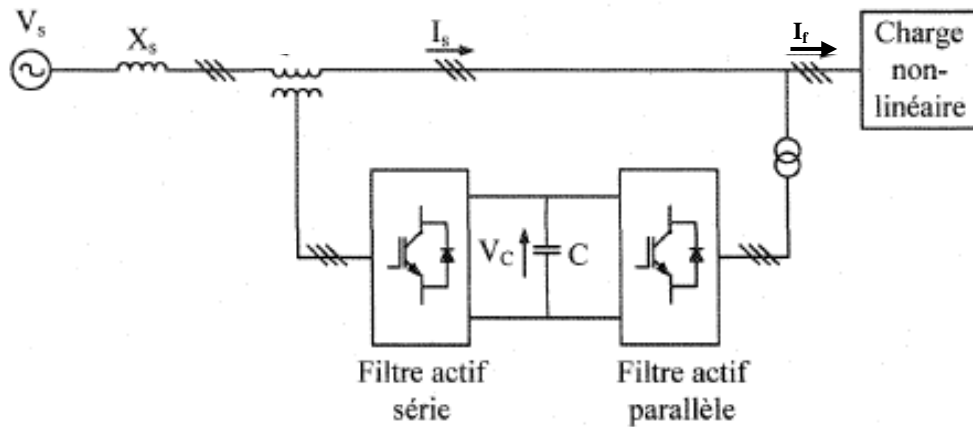 Vs
Xs
Is
If
Charge
non-
linéaire
VC
C
Filtre actif
série
Filtre actif
parallèle